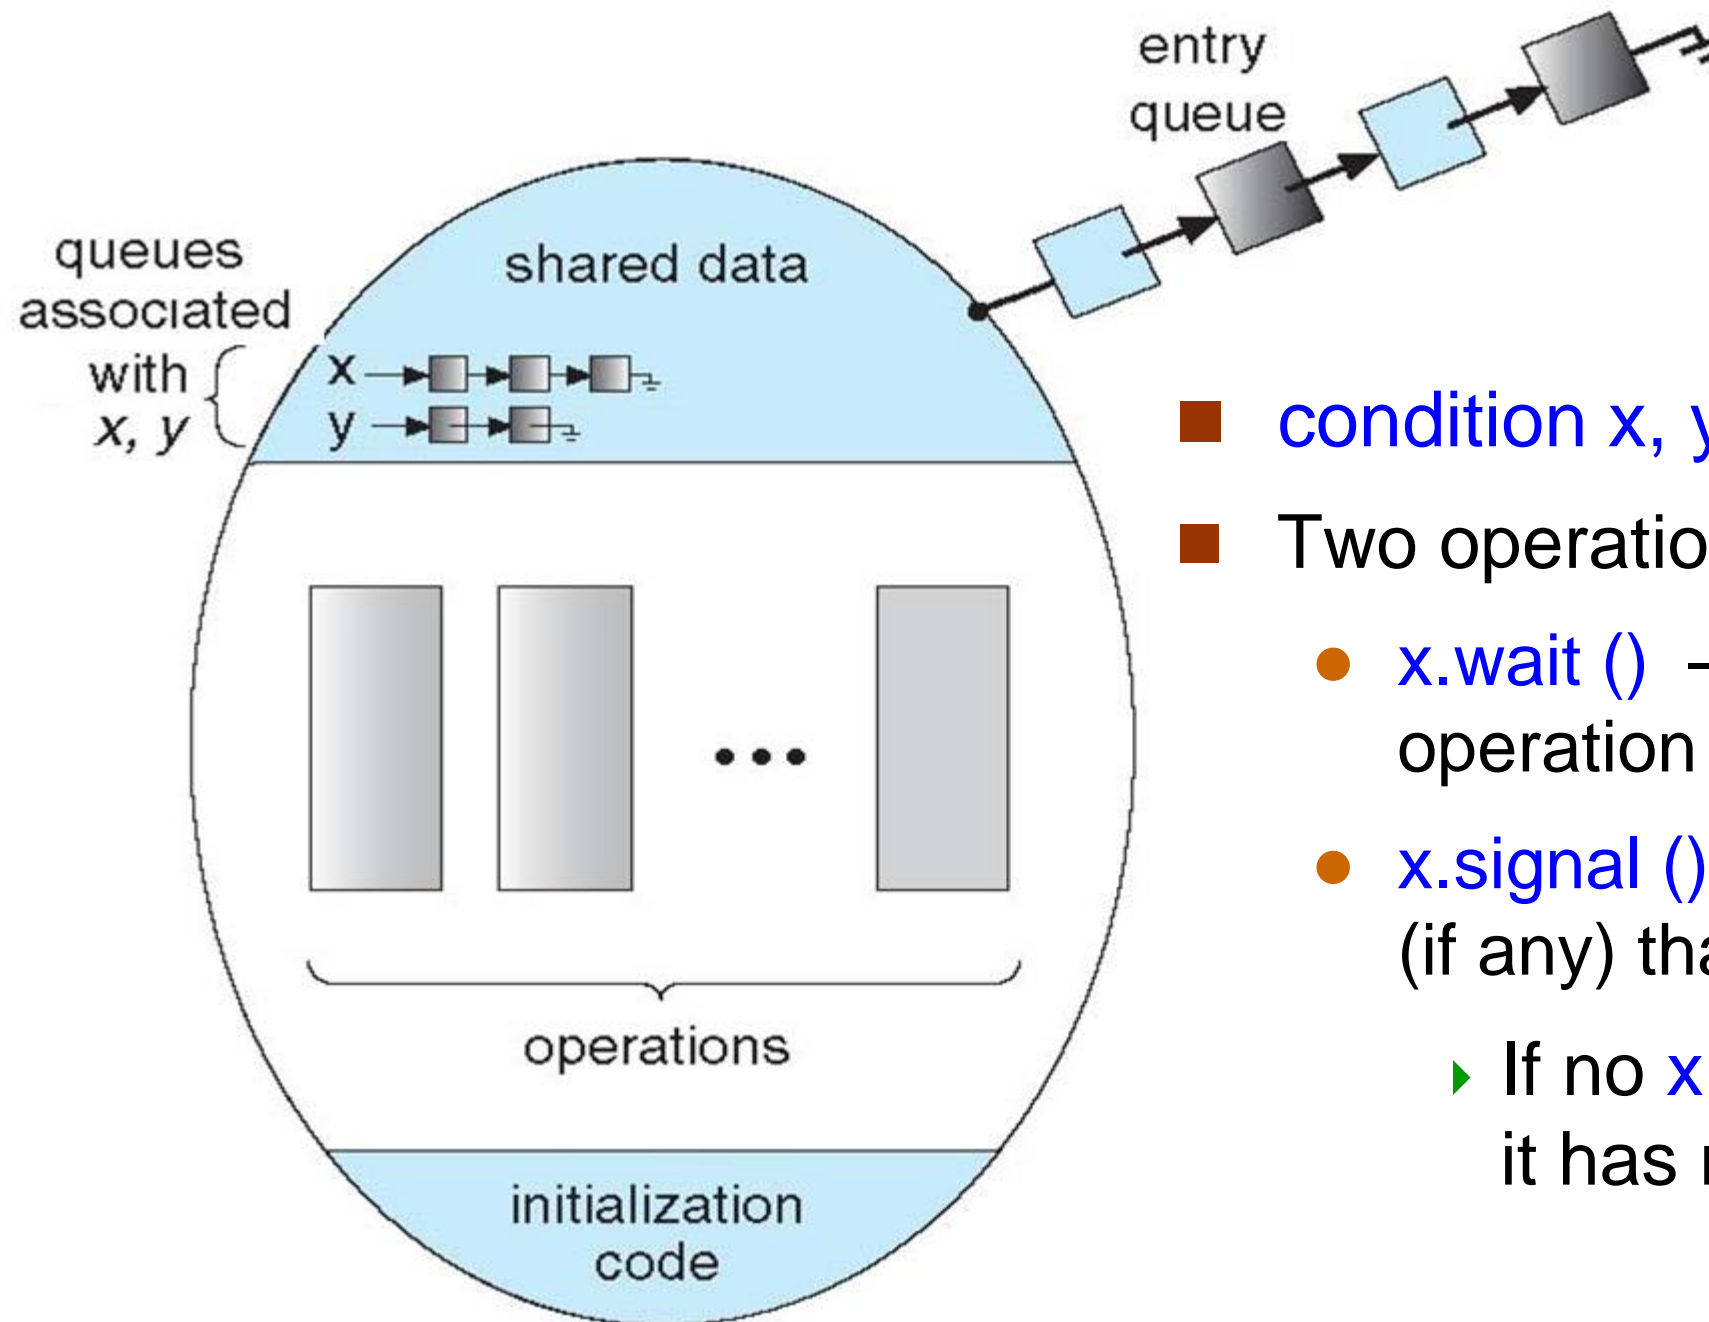 entry
queue
queues
associated
with
x, y
shared data
x
y
operations
initialization
code
■ condition x, y
■ Two operatio
● x.wait () -
operation
● x.signal ()
(if any) tha
▸ If no x
it has